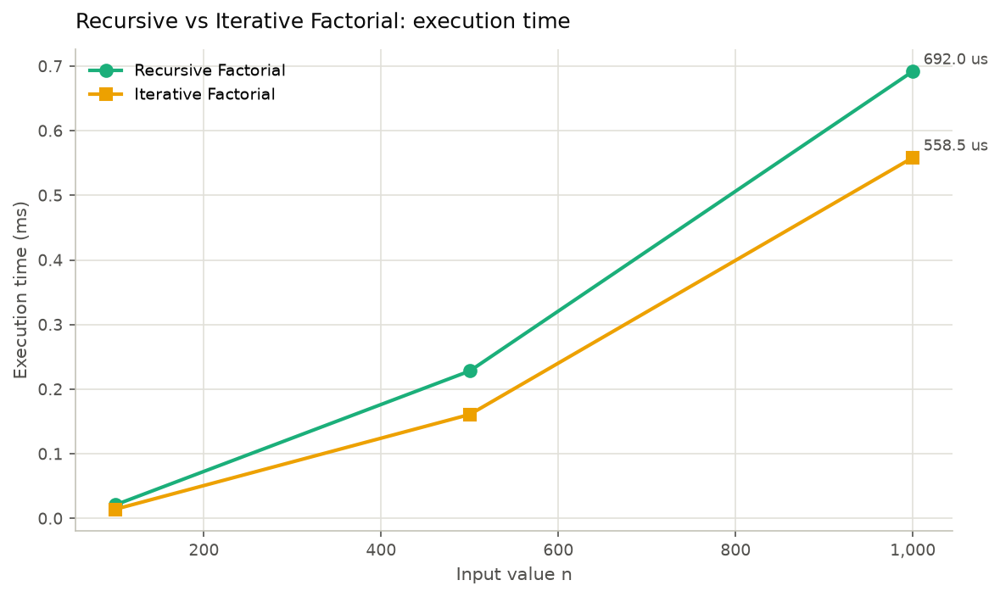 Recursive vs Iterative Factorial: execution time
Recursive Factorial
Iterative Factorial
692.0 us
558.5 us
Execution time (ms)
0.7
0.6
0.5
0.4
0.3
0.2
0.1
0.0
200 400 600 800 1,000
Input value n